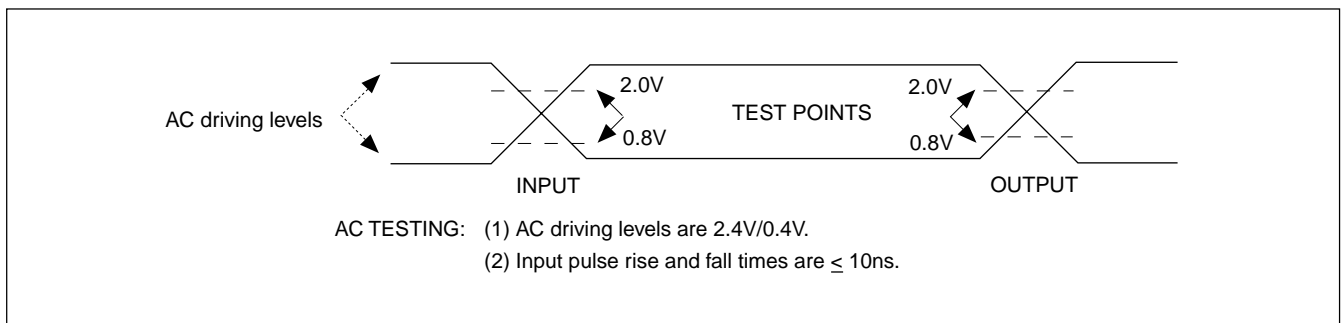 2.0V 2.0V
AC driving levels TEST POINTS
0.8V 0.8V
INPUT OUTPUT
AC TESTING: (1) AC driving levels are 2.4V/0.4V.
(2) Input pulse rise and fall times are ≤ 10ns.